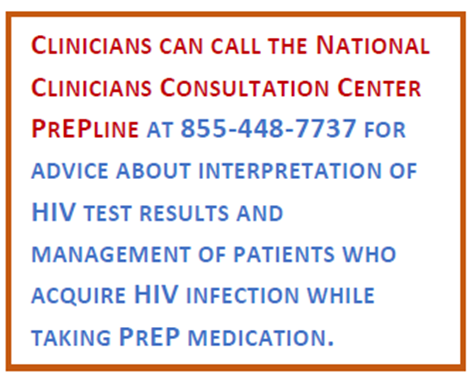 CLINICIANS CAN CALL THE NATIONAL
CLINICIANS CONSULTATION CENTER
PREPLINE AT 855-448-7737 FOR
ADVICE ABOUT INTERPRETATION OF
HIV TEST RESULTS AND
MANAGEMENT OF PATIENTS WHO
ACQUIRE HIV INFECTION WHILE
TAKING PREP MEDICATION.